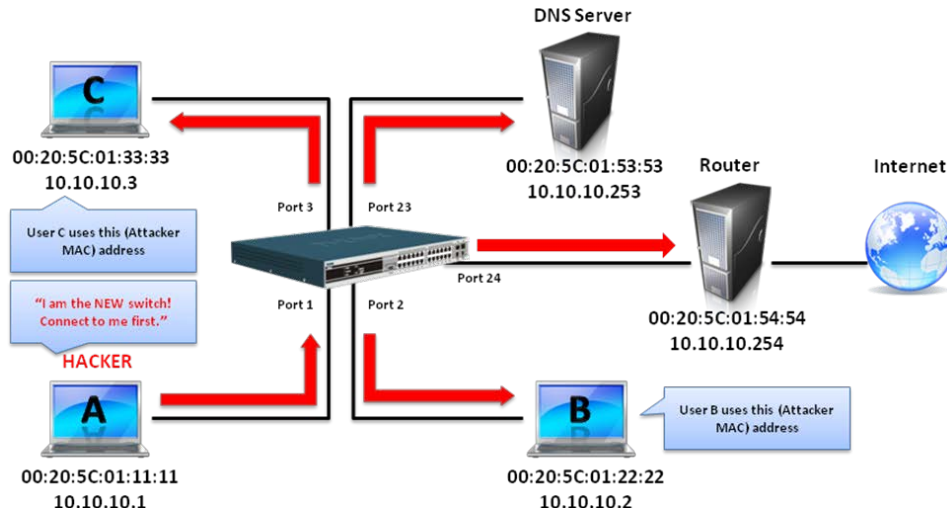 DNS Server
C
00:20:5C:01:33:33
10.10.10.3
00:20:5C:01:53:53
10.10.10.253
Router
Internet
Port 3
Port 23
User C uses this (Attacker
MAC) address
Port 24
"I am the NEW switch!
Connect to me first."
Port 1
Port 2
00:20:5C:01:54:54
10.10.10.254
HACKER
A
B
User B uses this (Attacker
MAC) address
00:20:5C:01:11:11
10.10.10.1
00:20:5C:01:22:22
10.10.10.2